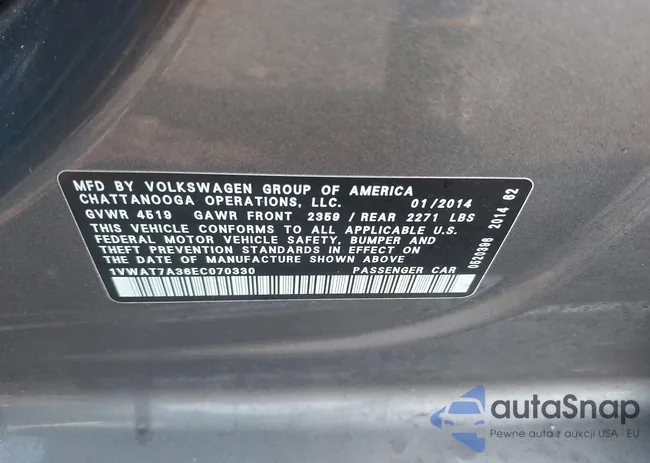 MFD BY VOLKSWAGEN GROUP OF AMERICA
CHATTANOOGA OPERATIONS, LLC. 01/2014
GVWR 4519 GAWR FRONT 2359 / REAR 2271 LBS
THIS VEHICLE CONFORMS TO ALL APPLICABLE U.S.
FEDERAL MOTOR VEHICLE SAFETY, BUMPER AND
THEFT PREVENTION STANDARDS IN EFFECT ON
THE DATE OF MANUFACTURE SHOWN ABOVE
1VWAT7A36EC070330 PASSENGER CAR
0520396 2014 62
autaSnap
Pewne auta z aukcji USA i EU